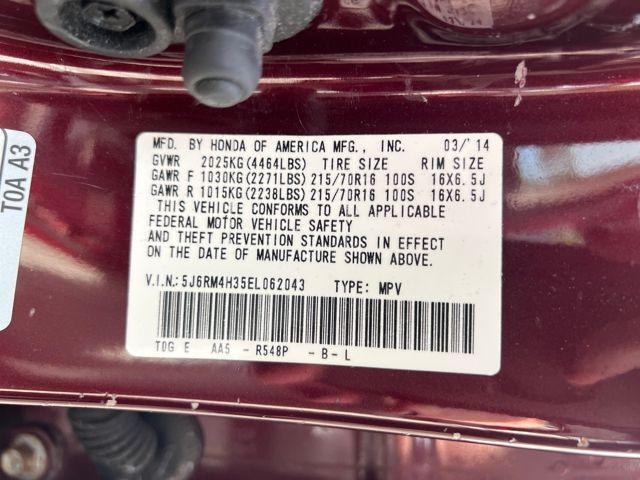 MFD. BY HONDA OF AMERICA MFG., INC. 03/'14
GVWR 2025KG(4464LBS) TIRE SIZE RIM SIZE
GAWR F 1030KG(2271LBS) 215/70R16 100S 16X6.5J
GAWR R 1015KG(2238LBS) 215/70R16 100S 16X6.5J
THIS VEHICLE CONFORMS TO ALL APPLICABLE
FEDERAL MOTOR VEHICLE SAFETY
AND THEFT PREVENTION STANDARDS IN EFFECT
ON THE DATE OF MANUFACTURE SHOWN ABOVE.
V.I.N.:5J6RM4H35EL062043 TYPE: MPV
TOG E AA5 - R548P - B - L
TOA A3